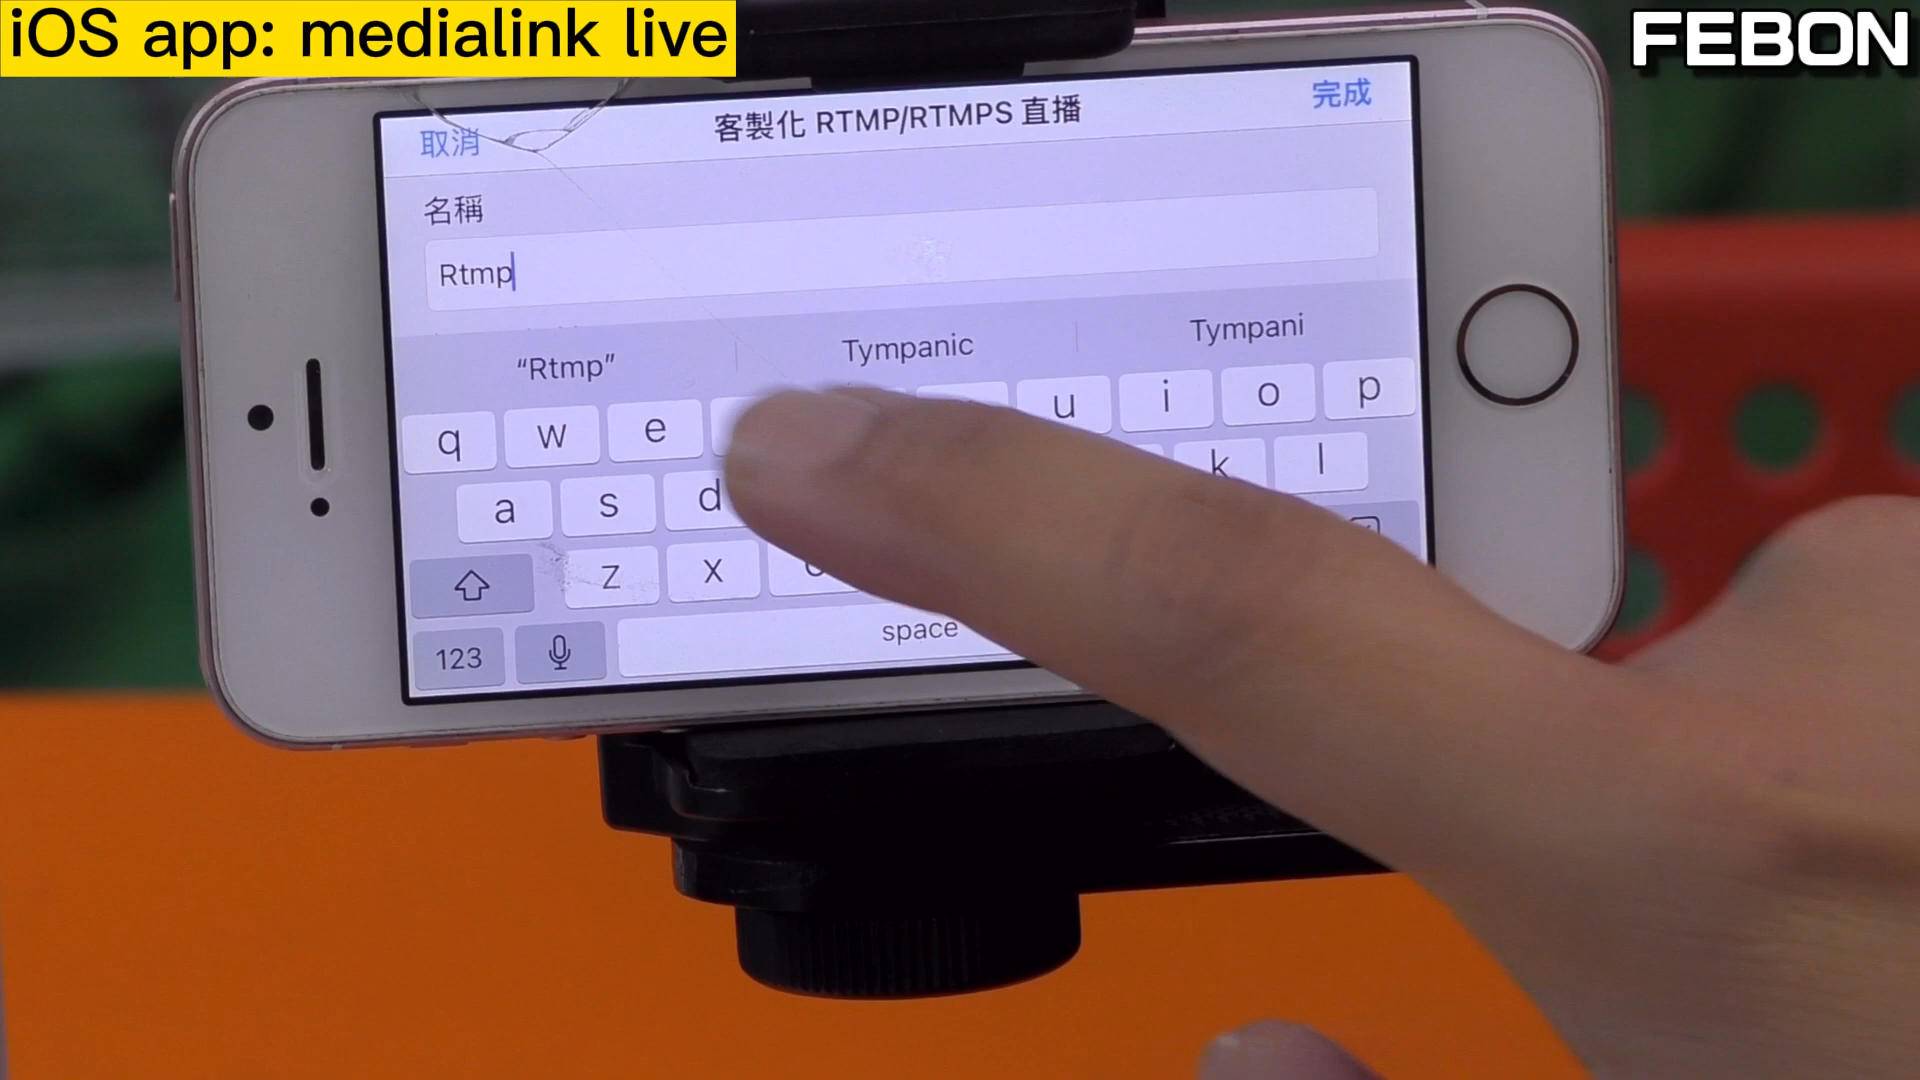 iOS app: medialink live
FEBON
取消
客製化 RTMP/RTMPS 直播
完成
名稱
Rtmp
“Rtmp”
Tympanic
Tympani
q w e u i o p
a s d k l
z x
123
space